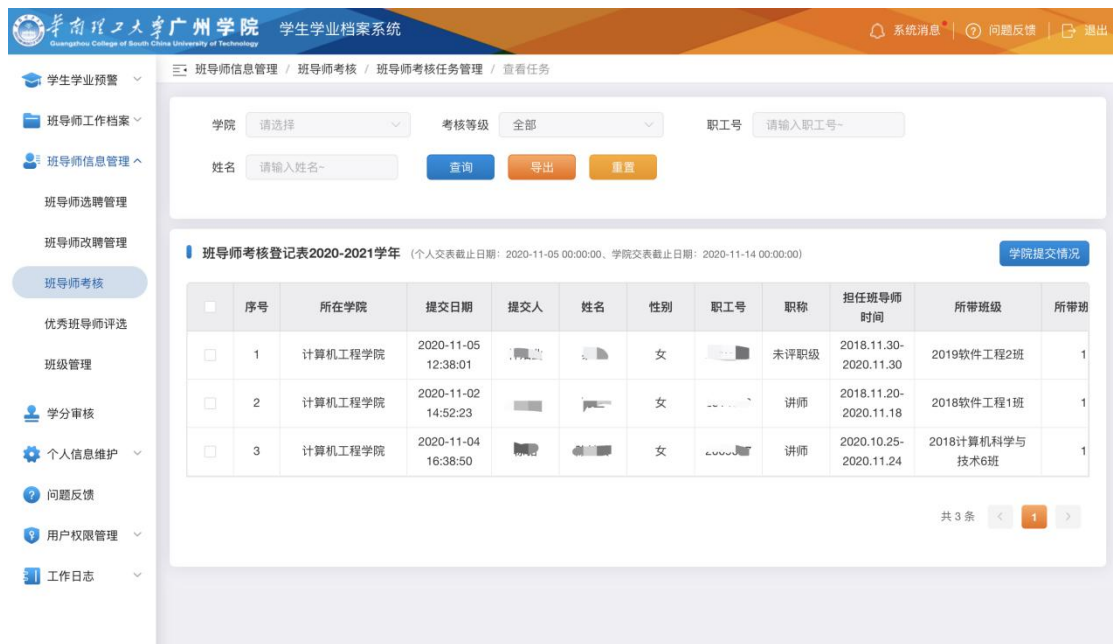 华南理工大学广州学院 学生学业档案系统
Guangzhou College of South China University of Technology
系统消息 问题反馈 退出
学生学业预警
班导师工作档案
班导师信息管理
班导师选聘管理
班导师改聘管理
班导师考核
优秀班导师评选
班级管理
学分审核
个人信息维护
问题反馈
用户权限管理
工作日志
班导师信息管理 / 班导师考核 / 班导师考核任务管理 / 查看任务
学院 请选择 考核等级 全部 职工号 请输入职工号~
姓名 请输入姓名~ 查询 导出 重置
班导师考核登记表2020-2021学年 (个人交表截止日期：2020-11-05 00:00:00、学院交表截止日期：2020-11-14 00:00:00) 学院提交情况
序号 所在学院 提交日期 提交人 姓名 性别 职工号 职称 担任班导师 所带班级 所带班
时间
1 计算机工程学院 2020-11-05 女 未评职级 2018.11.30- 2019软件工程2班 1
12:38:01 2020.11.30
2 计算机工程学院 2020-11-02 女 讲师 2018.11.20- 2018软件工程1班 1
14:52:23 2020.11.18
3 计算机工程学院 2020-11-04 女 讲师 2020.10.25- 2018计算机科学与 1
16:38:50 2020.11.24 技术6班
共 3 条 < 1 >